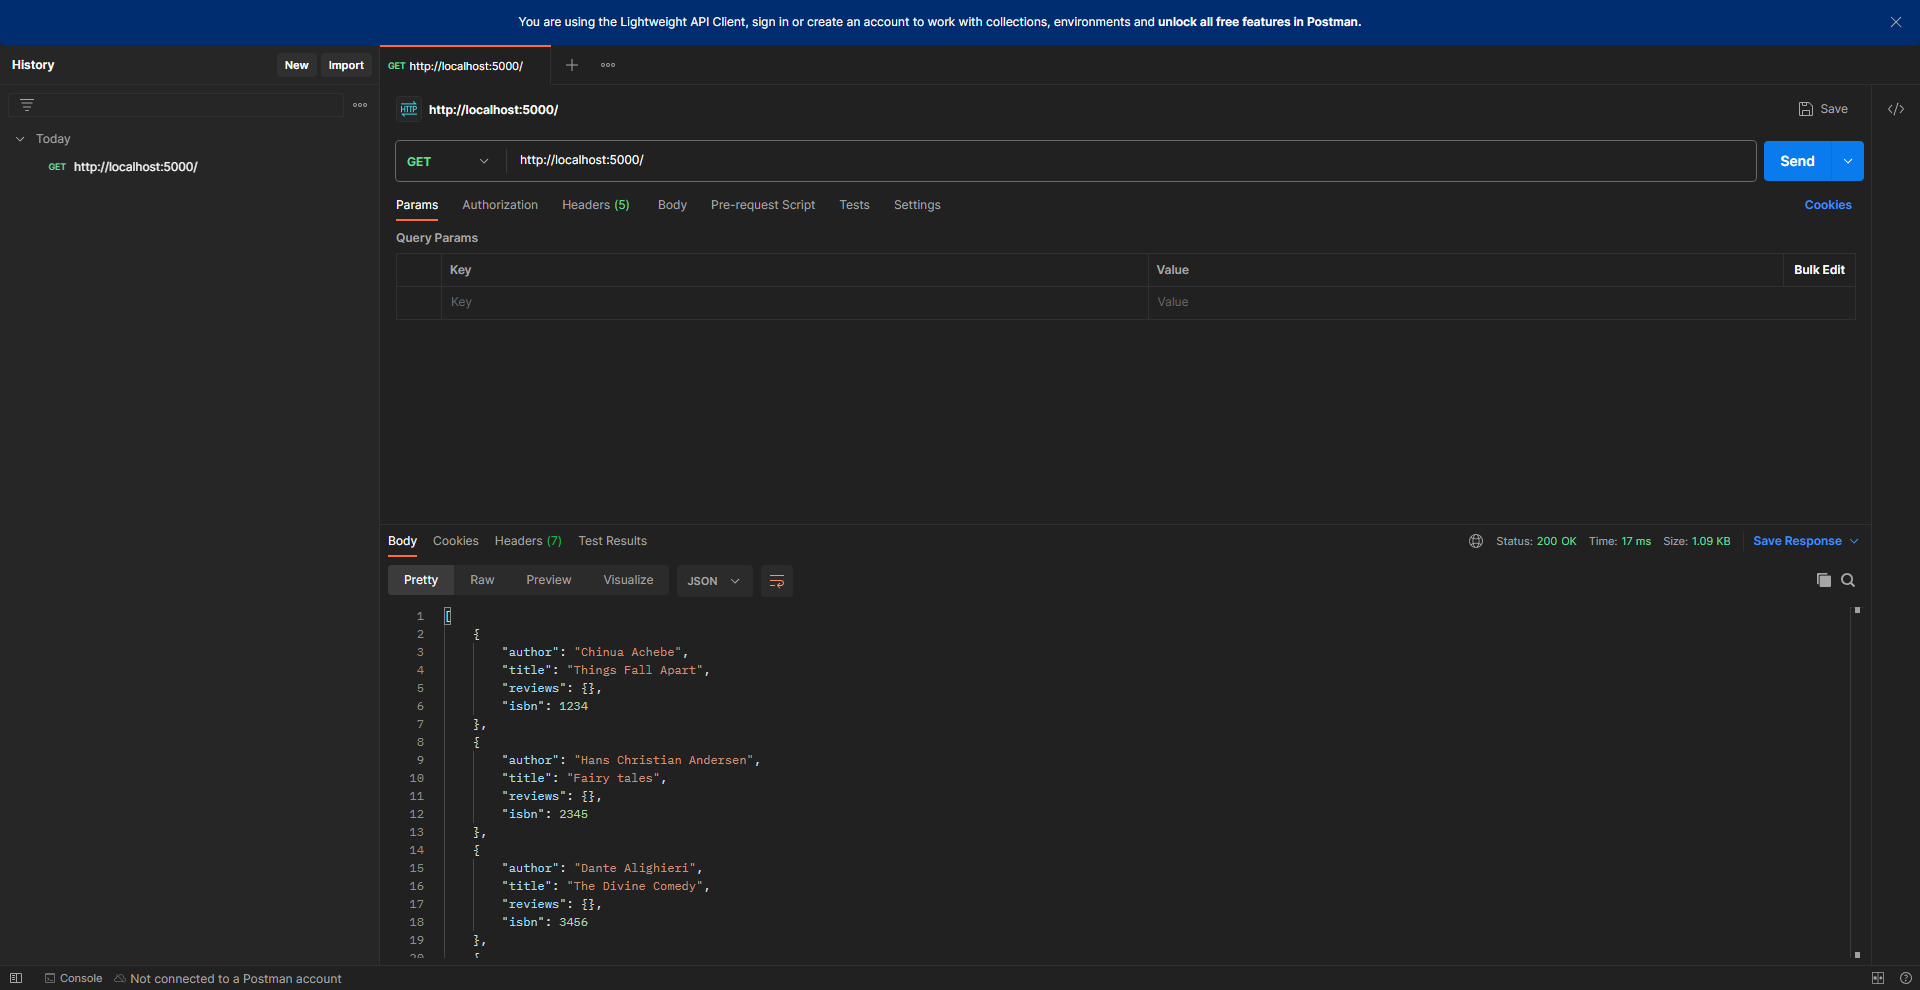 You are using the Lightweight API Client, sign in or create an account to work with collections, environments and unlock all free features in Postman.
History
New
Import
GET http://localhost:5000/
HTTP http://localhost:5000/
Save
</>
Today
GET http://localhost:5000/
GET
http://localhost:5000/
Send
Params
Authorization
Headers (5)
Body
Pre-request Script
Tests
Settings
Cookies
Query Params
Key
Value
Bulk Edit
Key
Value
Body
Cookies
Headers (7)
Test Results
Status: 200 OK
Time: 17 ms
Size: 1.09 KB
Save Response
Pretty
Raw
Preview
Visualize
JSON
1 [
2 {
3 "author": "Chinua Achebe",
4 "title": "Things Fall Apart",
5 "reviews": {},
6 "isbn": 1234
7 },
8 {
9 "author": "Hans Christian Andersen",
10 "title": "Fairy tales",
11 "reviews": {},
12 "isbn": 2345
13 },
14 {
15 "author": "Dante Alighieri",
16 "title": "The Divine Comedy",
17 "reviews": {},
18 "isbn": 3456
19 },
20 {
Console
Not connected to a Postman account